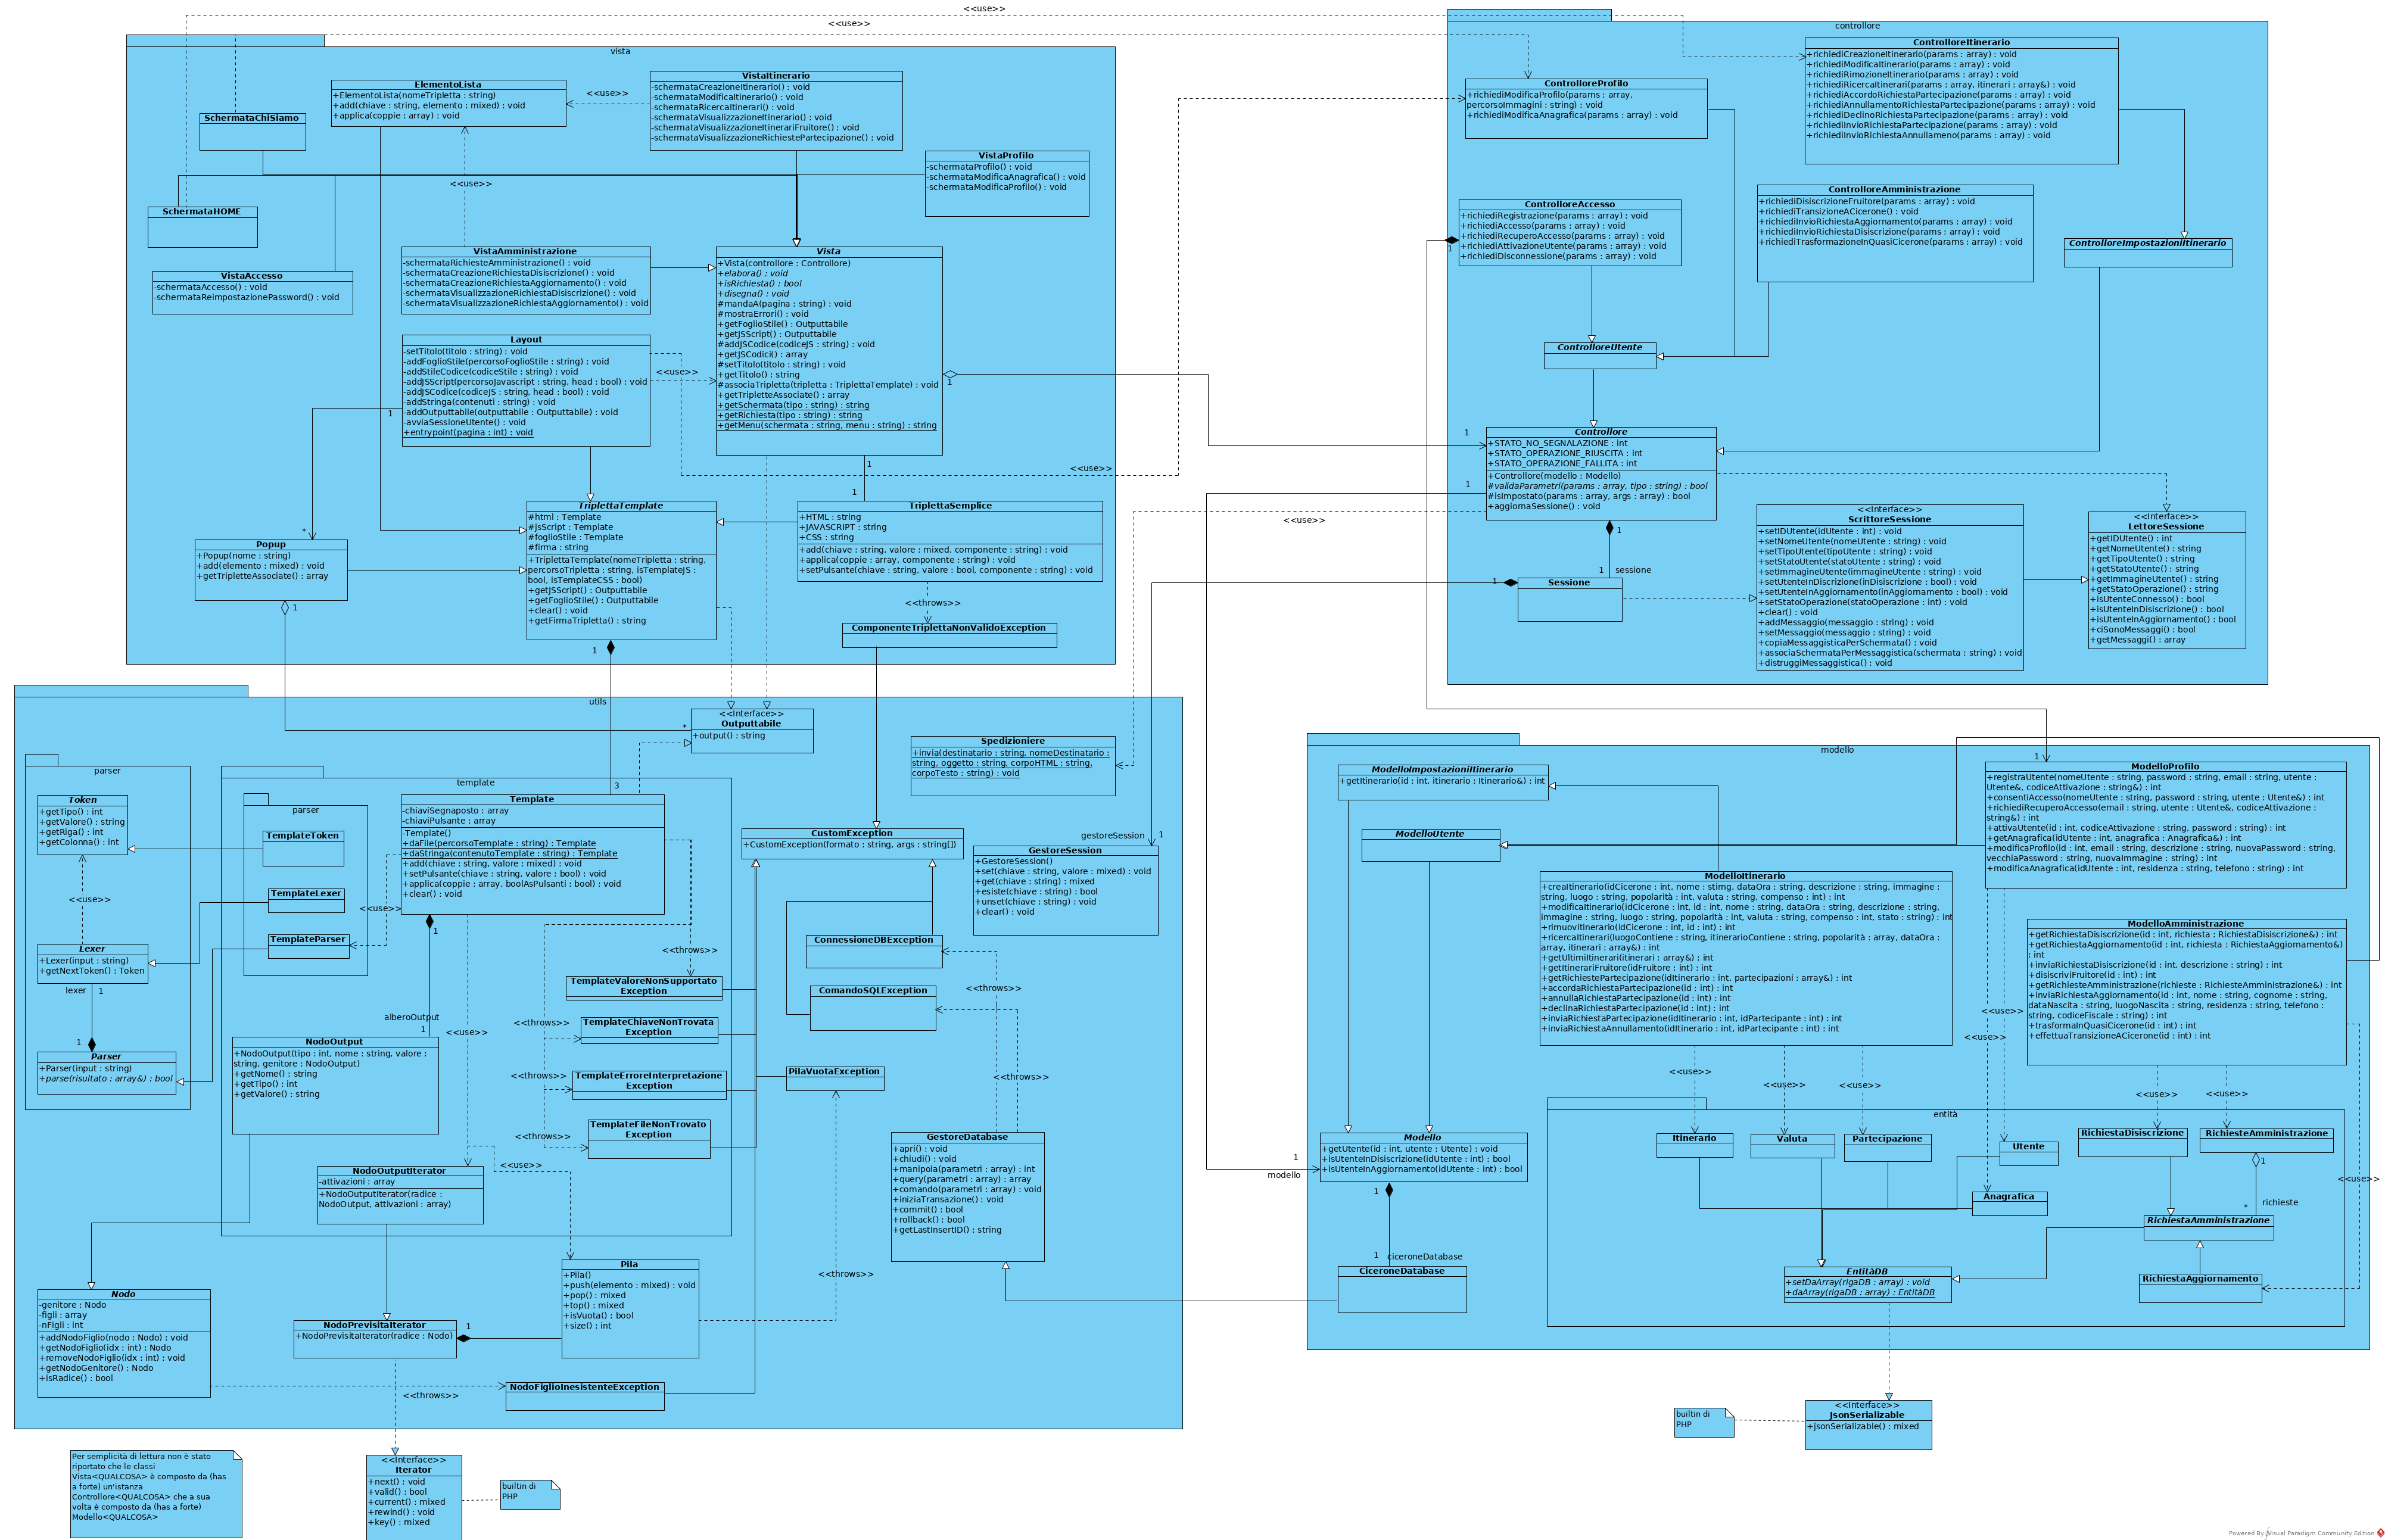 <<use>>
<<use>>
vista
ElementoLista
+ElementoLista(nomeTripletta : string)
+add(chiave : string, elemento : mixed) : void
+applica(coppie : array) : void
<<use>>
VistaItinerario
-schermataCreazioneItinerario() : void
-schermataModificaItinerario() : void
-schermataRicercaItinerari() : void
-schermataVisualizzazioneItinerario() : void
-schermataVisualizzazioneItinerariFruitore() : void
-schermataVisualizzazioneRichiestePartecipazione() : void
SchermataChiSiamo
VistaProfilo
-schermataProfilo() : void
-schermataModificaAnagrafica() : void
-schermataModificaProfilo() : void
<<use>>
SchermataHOME
VistaAccesso
-schermataAccesso() : void
-schermataReimpostazionePassword() : void
VistaAmministrazione
-schermataRichiesteAmministrazione() : void
-schermataCreazioneRichiestaDisiscrizione() : void
-schermataCreazioneRichiestaAggiornamento() : void
-schermataVisualizzazioneRichiestaDisiscrizione() : void
-schermataVisualizzazioneRichiestaAggiornamento() : void
Vista
+Vista(controllore : Controllore)
+elabora() : void
+isRichiesta() : bool
+disegna() : void
#mandaA(pagina : string) : void
#mostraErrori() : void
+getFoglioStile() : Outputtabile
+getJSScript() : Outputtabile
#addJSCodice(codiceJS : string) : void
+getJSCodici() : array
#setTitolo(titolo : string) : void
+getTitolo() : string
#associaTripletta(tripletta : TriplettaTemplate) : void
+getTripletteAssociate() : array
+getSchermata(tipo : string) : string
+getRichiesta(tipo : string) : string
+getMenu(schermata : string, menu : string) : string
Layout
-setTitolo(titolo : string) : void
-addFoglioStile(percorsoFoglioStile : string) : void
-addStileCodice(codiceStile : string) : void
-addJSScript(percorsoJavascript : string, head : bool) : void
-addJSCodice(codiceJS : string, head : bool) : void
-addStringa(contenuti : string) : void
-addOutputtabile(outputtabile : Outputtabile) : void
-avviaSessioneUtente() : void
+entrypoint(pagina : int) : void
<<use>>
1
1
1
1
*
<<use>>
TriplettaTemplate
#html : Template
#jsScript : Template
#foglioStile : Template
#firma : string
+TriplettaTemplate(nomeTripletta : string,
percorsoTripletta : string, isTemplateJS :
bool, isTemplateCSS : bool)
+getJSScript() : Outputtabile
+getFoglioStile() : Outputtabile
+clear() : void
+getFirmaTripletta() : string
1
TriplettaSemplice
+HTML : string
+JAVASCRIPT : string
+CSS : string
+add(chiave : string, valore : mixed, componente : string) : void
+applica(coppie : array, componente : string) : void
+setPulsante(chiave : string, valore : bool, componente : string) : void
<<throws>>
ComponenteTriplettaNonValidoException
Popup
+Popup(nome : string)
+add(elemento : mixed) : void
+getTripletteAssociate() : array
1
controllore
ControlloreProfilo
+richiediModificaProfilo(params : array,
percorsoImmagini : string) : void
+richiediModificaAnagrafica(params : array) : void
ControlloreItinerario
+richiediCreazioneItinerario(params : array) : void
+richiediModificaItinerario(params : array) : void
+richiediRimozioneItinerario(params : array) : void
+richiediRicercaItinerari(params : array, itinerari : array&) : void
+richiediAccordoRichiestaPartecipazione(params : array) : void
+richiediAnnullamentoRichiestaPartecipazione(params : array) : void
+richiediDeclinoRichiestaPartecipazione(params : array) : void
+richiediInvioRichiestaPartecipazione(params : array) : void
+richiediInvioRichiestaAnnullameno(params : array) : void
ControlloreAccesso
+richiediRegistrazione(params : array) : void
+richiediAccesso(params : array) : void
+richiediRecuperoAccesso(params : array) : void
+richiediAttivazioneUtente(params : array) : void
+richiediDisconnessione(params : array) : void
1
ControlloreAmministrazione
+richiediDisiscrizioneFruitore(params : array) : void
+richiediTransizioneACicerone() : void
+richiediInvioRichiestaAggiornamento(params : array) : void
+richiediInvioRichiestaDisiscrizione(params : array) : void
+richiediTrasformazioneInQuasiCicerone(params : array) : void
ControlloreImpostazioniItinerario
ControlloreUtente
1
1
Controllore
+STATO_NO_SEGNALAZIONE : int
+STATO_OPERAZIONE_RIUSCITA : int
+STATO_OPERAZIONE_FALLITA : int
+Controllore(modello : Modello)
#validaParametri(params : array, tipo : string) : bool
#isImpostato(params : array, args : array) : bool
+aggiornaSessione() : void
<<use>>
1
1
sessione
1
Sessione
<<Interface>>
ScrittoreSessione
+setIDUtente(idUtente : int) : void
+setNomeUtente(nomeUtente : string) : void
+setTipoUtente(tipoUtente : string) : void
+setStatoUtente(statoUtente : string) : void
+setImmagineUtente(immagineUtente : string) : void
+setUtenteInDiscrizione(inDisiscrizione : bool) : void
+setUtenteInAggiornamento(inAggiornamento : bool) : void
+setStatoOperazione(statoOperazione : int) : void
+clear() : void
+addMessaggio(messaggio : string) : void
+setMessaggio(messaggio : string) : void
+copiaMessaggisticaPerSchermata() : void
+associaSchermataPerMessaggistica(schermata : string) : void
+distruggiMessaggistica() : void
<<Interface>>
LettoreSessione
+getIDUtente() : int
+getNomeUtente() : string
+getTipoUtente() : string
+getStatoUtente() : string
+getImmagineUtente() : string
+getStatoOperazione() : string
+isUtenteConnesso() : bool
+isUtenteInDisiscrizione() : bool
+isUtenteInAggiornamento() : bool
+ciSonoMessaggi() : bool
+getMessaggi() : array
utils
*
<<Interface>>
Outputtabile
+output() : string
Spedizioniere
+invia(destinatario : string, nomeDestinatario :
string, oggetto : string, corpoHTML : string,
corpoTesto : string) : void
parser
Token
+getTipo() : int
+getValore() : string
+getRiga() : int
+getColonna() : int
<<use>>
Lexer
+Lexer(input : string)
+getNextToken() : Token
lexer
1
1
Parser
+Parser(input : string)
+parse(risultato : array&) : bool
template
parser
TemplateToken
TemplateLexer
TemplateParser
<<use>>
3
Template
-chiaviSegnaposto : array
-chiaviPulsante : array
-Template()
+daFile(percorsoTemplate : string) : Template
+daStringa(contenutoTemplate : string) : Template
+add(chiave : string, valore : mixed) : void
+setPulsante(chiave : string, valore : bool) : void
+applica(coppie : array, boolAsPulsanti : bool) : void
+clear() : void
1
<<throws>>
alberoOutput
1
<<use>>
NodoOutput
+NodoOutput(tipo : int, nome : string, valore :
string, genitore : NodoOutput)
+getNome() : string
+getTipo() : int
+getValore() : string
TemplateValoreNonSupportato
Exception
<<throws>>
TemplateChiaveNonTrovata
Exception
<<throws>>
TemplateErroreInterpretazione
Exception
<<throws>>
TemplateFileNonTrovato
Exception
<<use>>
NodoOutputIterator
-attivazioni : array
+NodoOutputIterator(radice :
NodoOutput, attivazioni : array)
CustomException
+CustomException(formato : string, args : string[])
gestoreSession
1
GestoreSession
+GestoreSession()
+set(chiave : string, valore : mixed) : void
+get(chiave : string) : mixed
+esiste(chiave : string) : bool
+unset(chiave : string) : void
+clear() : void
ConnessioneDBException
ComandoSQLException
<<throws>>
PilaVuotaException
<<throws>>
GestoreDatabase
+apri() : void
+chiudi() : void
+manipola(parametri : array) : int
+query(parametri : array) : array
+comando(parametri : array) : void
+iniziaTransazione() : void
+commit() : bool
+rollback() : bool
+getLastInsertID() : string
<<throws>>
Nodo
-genitore : Nodo
-figli : array
-nFigli : int
+addNodoFiglio(nodo : Nodo) : void
+getNodoFiglio(idx : int) : Nodo
+removeNodoFiglio(idx : int) : void
+getNodoGenitore() : Nodo
+isRadice() : bool
NodoPrevisitaIterator
+NodoPrevisitaIterator(radice : Nodo)
1
Pila
+Pila()
+push(elemento : mixed) : void
+pop() : mixed
+top() : mixed
+isVuota() : bool
+size() : int
<<throws>>
NodoFiglioInesistenteException
modello
ModelloImpostazioniItinerario
+getItinerario(id : int, itinerario : Itinerario&) : int
ModelloUtente
1
ModelloProfilo
+registraUtente(nomeUtente : string, password : string, email : string, utente :
Utente&, codiceAttivazione : string&) : int
+consentiAccesso(nomeUtente : string, password : string, utente : Utente&) : int
+richiediRecuperoAccesso(email : string, utente : Utente&, codiceAttivazione :
string&) : int
+attivaUtente(id : int, codiceAttivazione : string, password : string) : int
+getAnagrafica(idUtente : int, anagrafica : Anagrafica&) : int
+modificaProfilo(id : int, email : string, descrizione : string, nuovaPassword : string,
vecchiaPassword : string, nuovaImmagine : string) : int
+modificaAnagrafica(idUtente : int, residenza : string, telefono : string) : int
ModelloItinerario
+creaItinerario(idCicerone : int, nome : stirng, dataOra : string, descrizione : string, immagine :
string, luogo : string, popolarità : int, valuta : string, compenso : int) : int
+modificaItinerario(idCicerone : int, id : int, nome : string, dataOra : string, descrizione : string,
immagine : string, luogo : string, popolarità : int, valuta : string, compenso : int, stato : string) : int
+rimuovitinerario(idCicerone : int, id : int) : int
+ricercaItinerari(luogoContiene : string, itinerarioContiene : string, popolarità : array, dataOra :
array, itinerari : array&) : int
+getUltimiItinerari(itinerari : array&) : int
+getItinerariFruitore(idFruitore : int) : int
+getRichiestePartecipazione(idItinerario : int, partecipazioni : array&) : int
+accordaRichiestaPartecipazione(id : int) : int
+annullaRichiestaPartecipazione(id : int) : int
+declinaRichiestaPartecipazione(id : int) : int
+inviaRichiestaPartecipazione(idItinerario : int, idPartecipante : int) : int
+inviaRichiestaAnnullamento(idItinerario : int, idPartecipante : int) : int
ModelloAmministrazione
+getRichiestaDisiscrizione(id : int, richiesta : RichiestaDisiscrizione&) : int
+getRichiestaAggiornamento(id : int, richiesta : RichiestaAggiornamento&)
: int
+inviaRichiestaDisiscrizione(id : int, descrizione : string) : int
+disiscriviFruitore(id : int) : int
+getRichiesteAmministrazione(richieste : RichiesteAmministrazione&) : int
+inviaRichiestaAggiornamento(id : int, nome : string, cognome : string,
dataNascita : string, luogoNascita : string, residenza : string, telefono :
string, codiceFiscale : string) : int
+trasformaInQuasiCicerone(id : int) : int
+effettuaTransizioneACicerone(id : int) : int
<<use>>
<<use>>
<<use>>
<<use>>
<<use>>
<<use>>
<<use>>
<<use>>
1
modello
Modello
+getUtente(id : int, utente : Utente) : void
+isUtenteInDisicrizione(idUtente : int) : bool
+isUtenteInAggiornamento(idUtente : int) : bool
1
1
ciceroneDatabase
CiceroneDatabase
entità
Itinerario
Valuta
Partecipazione
Utente
RichiestaDisicrizione
RichiesteAmministrazione
1
Anagrafica
richieste
*
RichiestaAmministrazione
EntitàDB
+setDaArray(rigaDB : array) : void
+daArray(rigaDB : array) : EntitàDB
RichiestaAggiornamento
builtin di
PHP
<<Interface>>
JsonSerializable
+jsonSerializable() : mixed
Per semplicità di lettura non è stato
riportato che le classi
Vista<QUALCOSA> è composto da (has
a forte) un'istanza
Controllore<QUALCOSA> che a sua
volta è composto da (has a forte)
Modello<QUALCOSA>
<<Interface>>
Iterator
+next() : void
+valid() : bool
+current() : mixed
+rewind() : void
+key() : mixed
builtin di
PHP
Powered By Visual Paradigm Community Edition